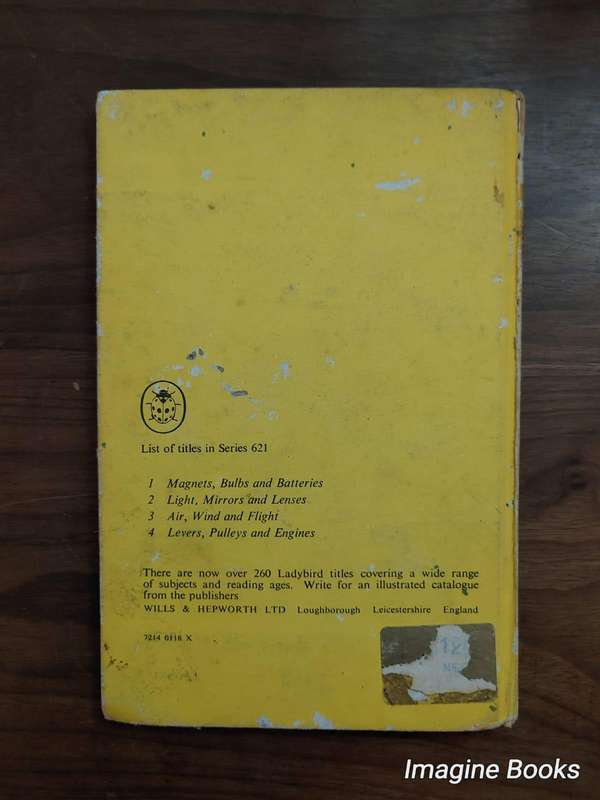 List of titles in Series 621
1 Magnets, Bulbs and Batteries
2 Light, Mirrors and Lenses
3 Air, Wind and Flight
4 Levers, Pulleys and Engines
There are now over 260 Ladybird titles covering a wide range
of subjects and reading ages. Write for an illustrated catalogue
from the publishers
WILLS & HEPWORTH LTD Loughborough Leicestershire England
7214 0118 X
Imagine Books